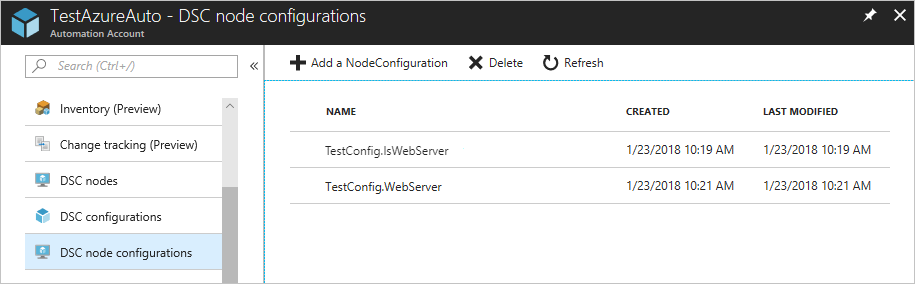 TestAzureAuto - DSC node configurations
Automation Account
Search (Ctrl+/)
Inventory (Preview)
Change tracking (Preview)
DSC nodes
DSC configurations
DSC node configurations
Add a NodeConfiguration Delete Refresh
NAME CREATED LAST MODIFIED
TestConfig.IsWebServer 1/23/2018 10:19 AM 1/23/2018 10:19 AM
TestConfig.WebServer 1/23/2018 10:21 AM 1/23/2018 10:21 AM